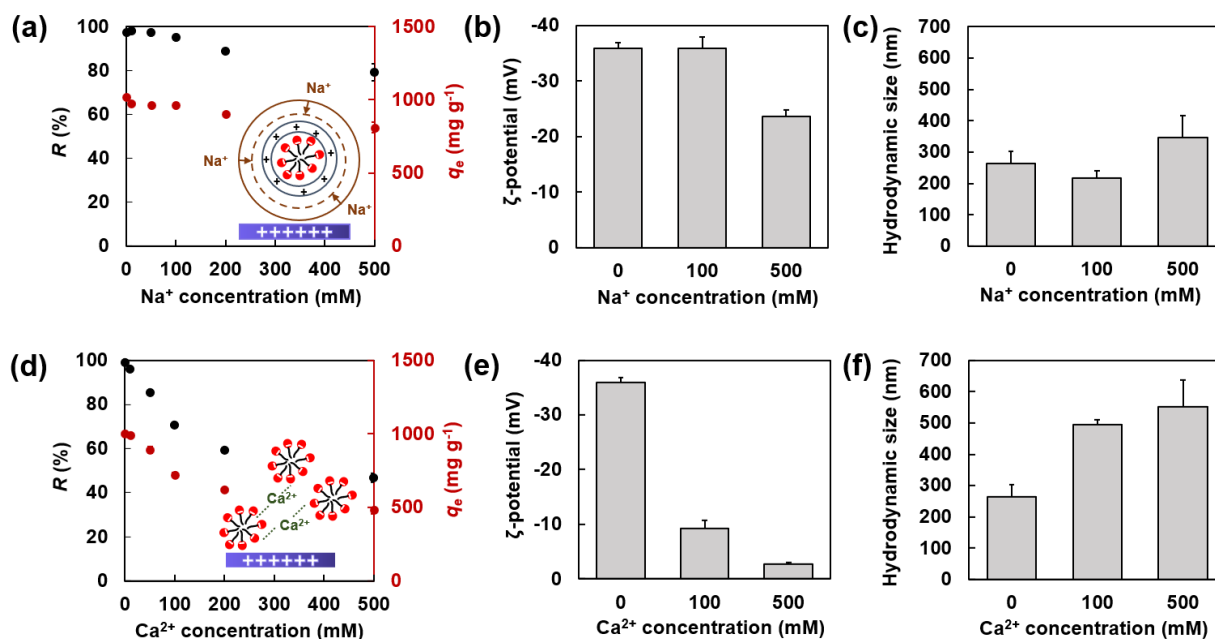 (a)
100
80
60
40
20
0
R (%)
1500
1000
500
0
qₑ (mg g⁻¹)
Na⁺
Na⁺
Na⁺
+ + + + + + + +
++++++
0 100 200 300 400 500
Na⁺ concentration (mM)
(b)
-40
-30
-20
-10
0
ζ-potential (mV)
0 100 500
Na⁺ concentration (mM)
(c)
700
600
500
400
300
200
100
0
Hydrodynamic size (nm)
0 100 500
Na⁺ concentration (mM)
(d)
100
80
60
40
20
0
R (%)
1500
1000
500
0
qₑ (mg g⁻¹)
Ca²⁺
Ca²⁺
++++++
0 100 200 300 400 500
Ca²⁺ concentration (mM)
(e)
-40
-30
-20
-10
0
ζ-potential (mV)
0 100 500
Ca²⁺ concentration (mM)
(f)
700
600
500
400
300
200
100
0
Hydrodynamic size (nm)
0 100 500
Ca²⁺ concentration (mM)